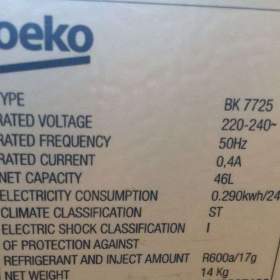 oeko
TYPE BK 7725
RATED VOLTAGE 220-240~
RATED FREQUENCY 50Hz
RATED CURRENT 0,4A
NET CAPACITY 46L
ELECTRICITY CONSUMPTION 0.290kwh/24
CLIMATE CLASSIFICATION ST
ELECTRIC SHOCK CLASSIFICATION I
OF PROTECTION AGAINST
REFRIGERANT AND INJECT AMOUNT R600a/17g
NET WEIGHT 14 Kg